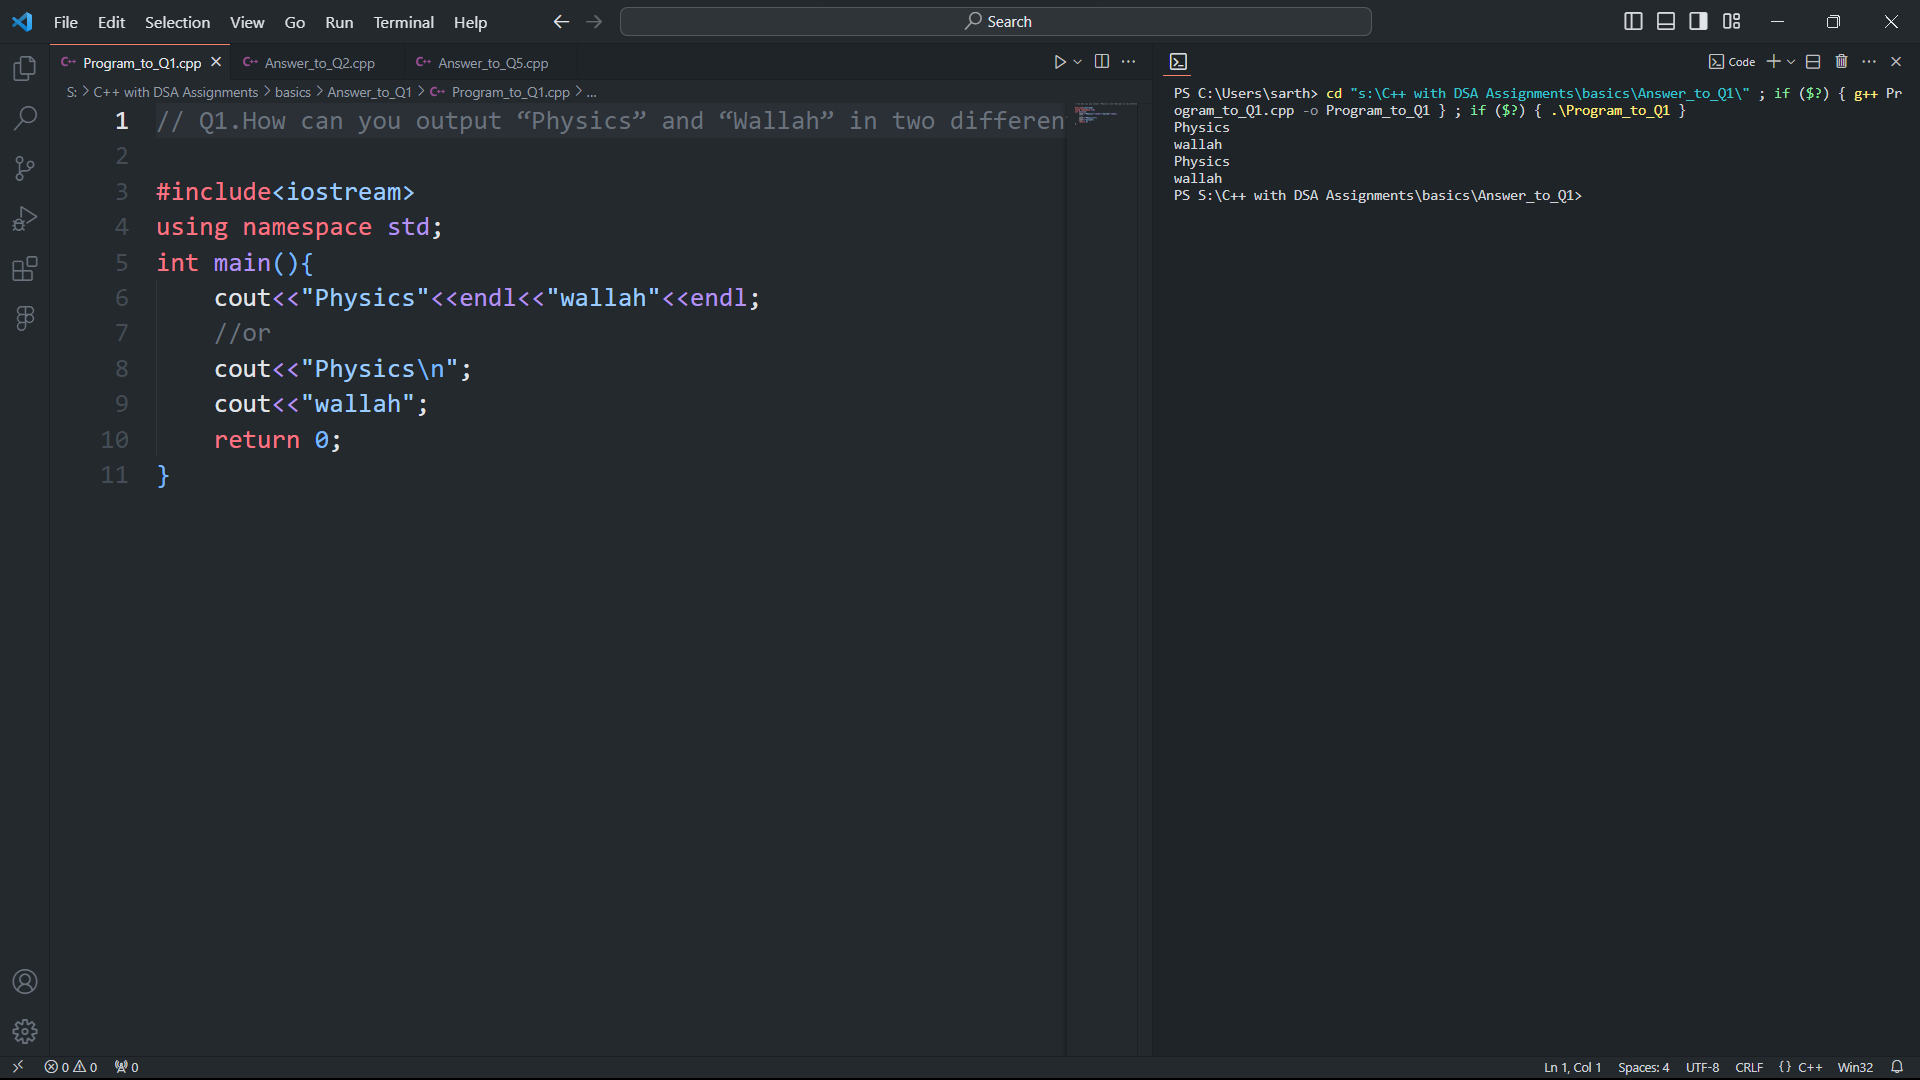 File Edit Selection View Go Run Terminal Help
Search
Program_to_Q1.cpp Answer_to_Q2.cpp Answer_to_Q5.cpp
S: > C++ with DSA Assignments > basics > Answer_to_Q1 > Program_to_Q1.cpp > ...
1 // Q1.How can you output “Physics” and “Wallah” in two differen
2
3 #include<iostream>
4 using namespace std;
5 int main(){
6 cout<<"Physics"<<endl<<"wallah"<<endl;
7 //or
8 cout<<"Physics\n";
9 cout<<"wallah";
10 return 0;
11 }
Code
PS C:\Users\sarth> cd "s:\C++ with DSA Assignments\basics\Answer_to_Q1\" ; if ($?) { g++ Pr
ogram_to_Q1.cpp -o Program_to_Q1 } ; if ($?) { .\Program_to_Q1 }
Physics
wallah
Physics
wallah
PS S:\C++ with DSA Assignments\basics\Answer_to_Q1>
0 0 0
Ln 1, Col 1 Spaces: 4 UTF-8 CRLF {} C++ Win32